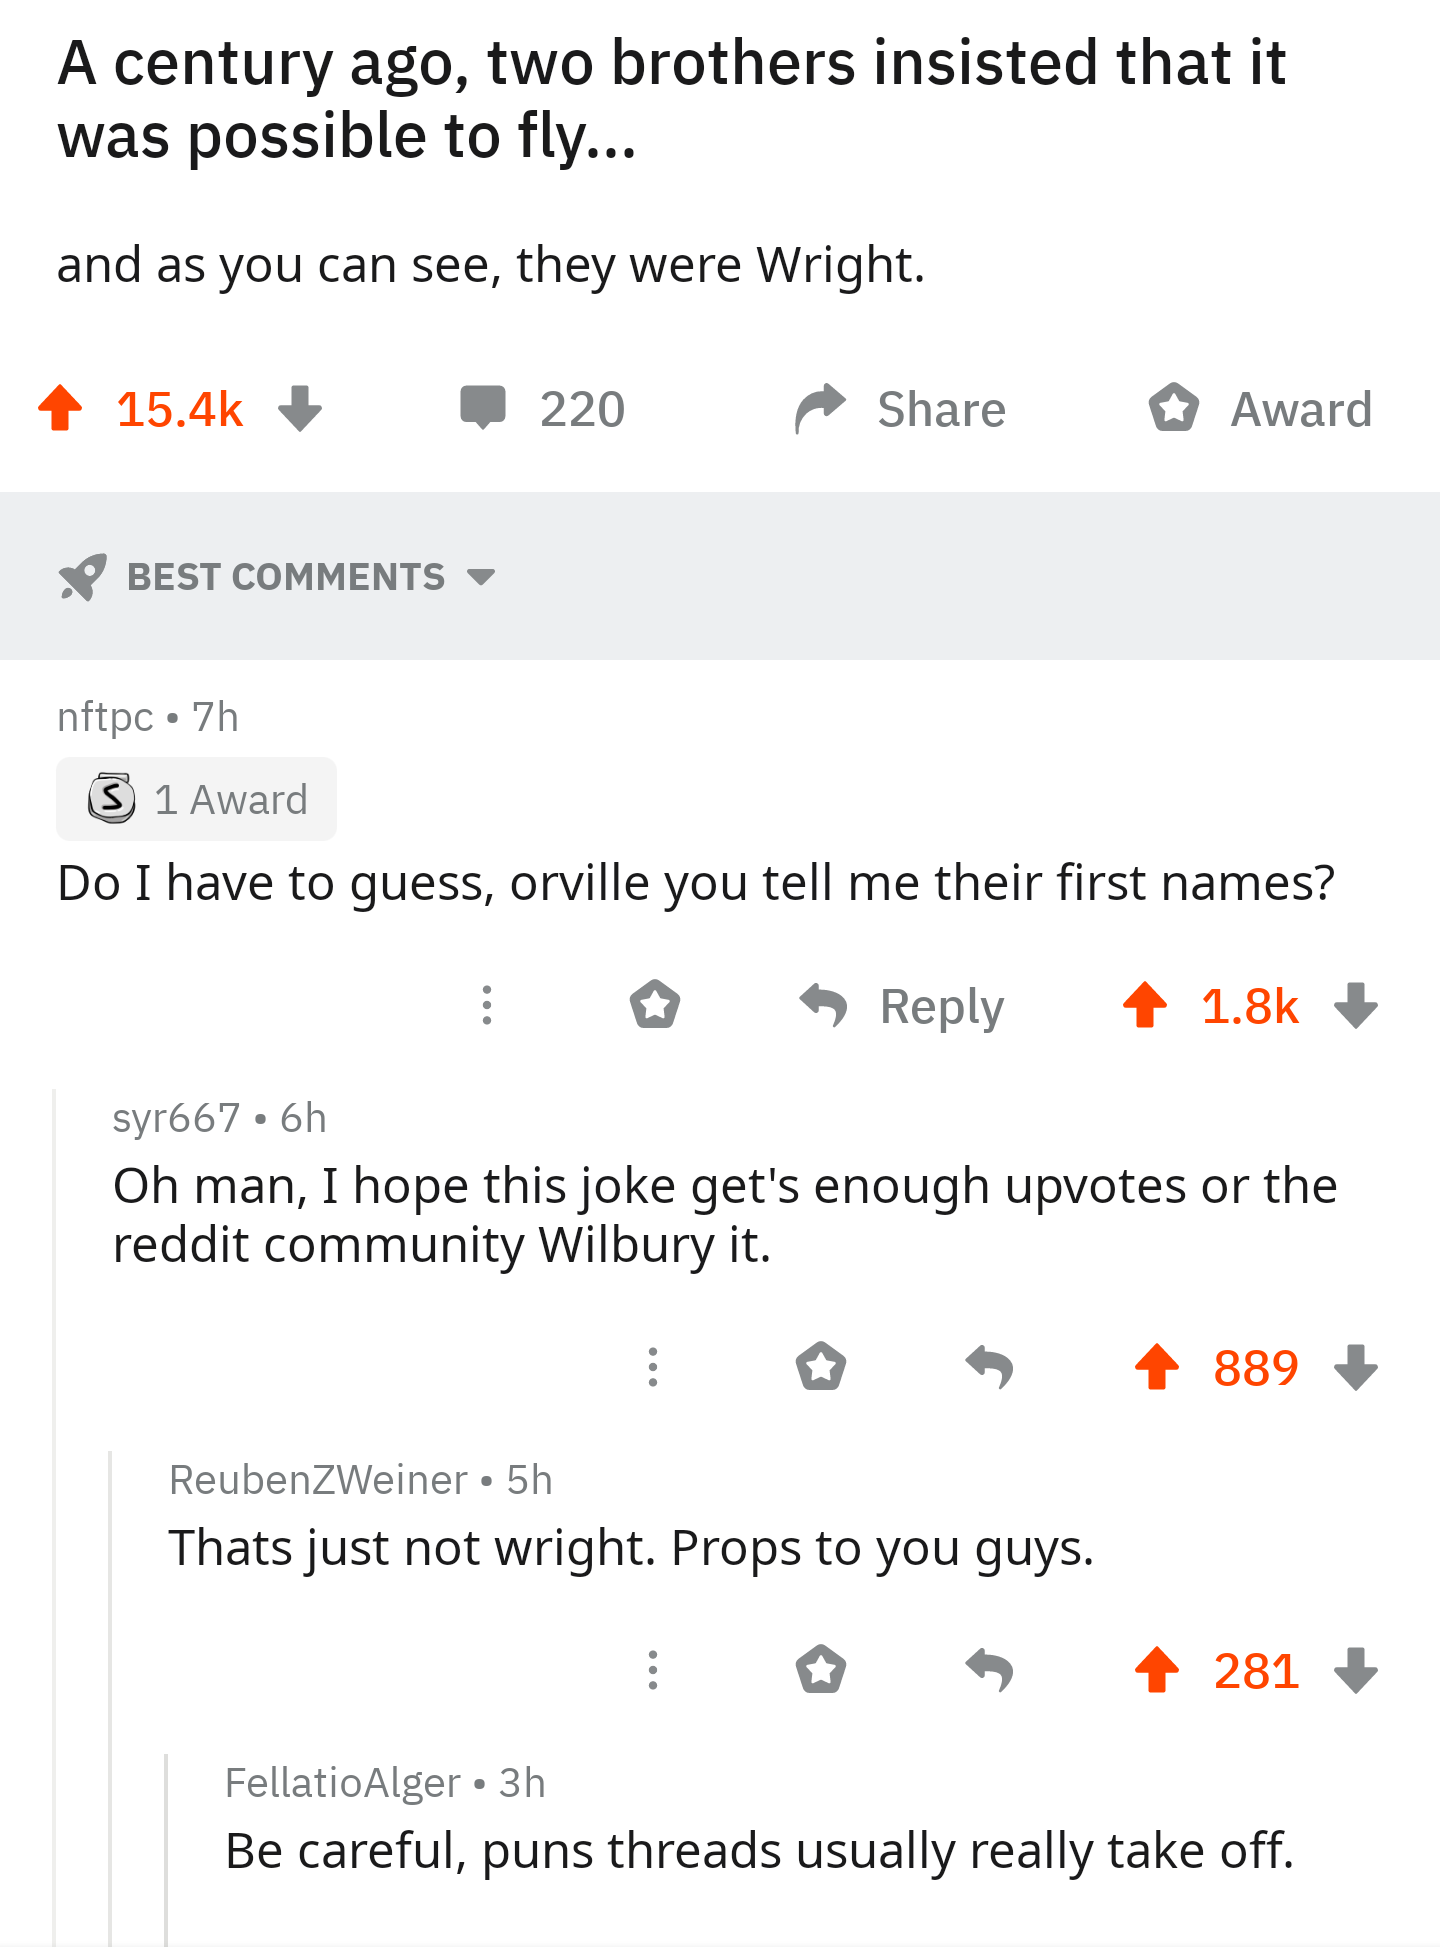 A century ago, two brothers insisted that it
was possible to fly...
and as you can see, they were Wright.
15.4k 220 Share Award
BEST COMMENTS
nftpc • 7h
S 1 Award
Do I have to guess, orville you tell me their first names?
Reply 1.8k
syr667 • 6h
Oh man, I hope this joke get's enough upvotes or the
reddit community Wilbury it.
889
ReubenZWeiner • 5h
Thats just not wright. Props to you guys.
281
FellatioAlger • 3h
Be careful, puns threads usually really take off.